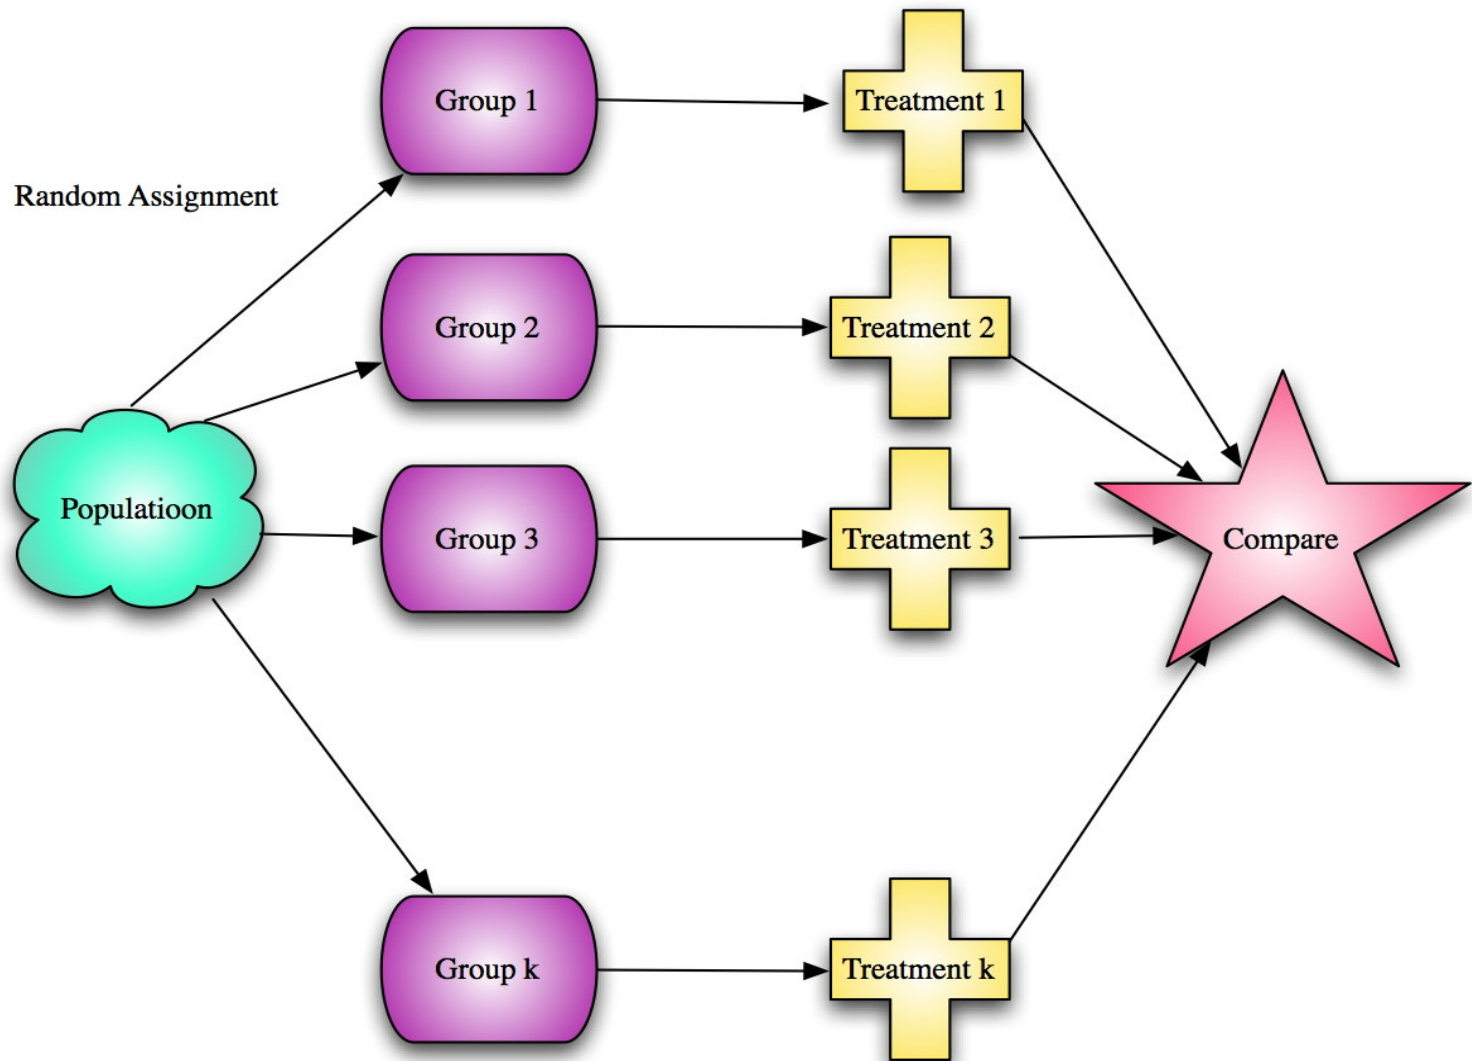 Group 1
Treatment 1
Random Assignment
Group 2
Treatment 2
Populatioon
Group 3
Treatment 3
Compare
Group k
Treatment k